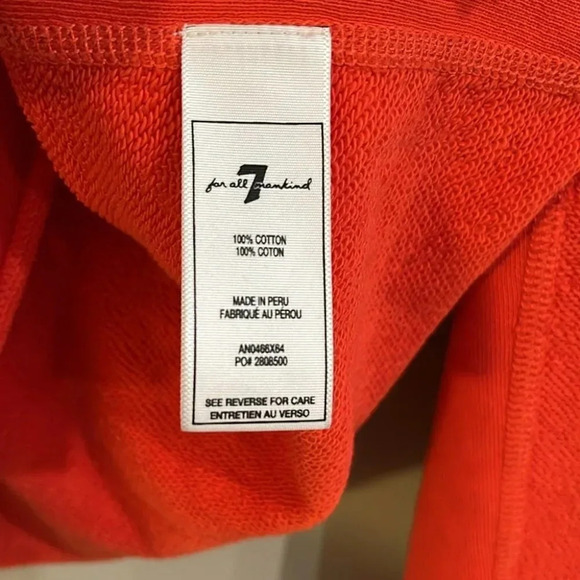 for all 7 mankind
100% COTTON
100% COTON
MADE IN PERU
FABRIQUÉ AU PÉROU
AN0466X64
PO# 2808500
SEE REVERSE FOR CARE
ENTRETIEN AU VERSO